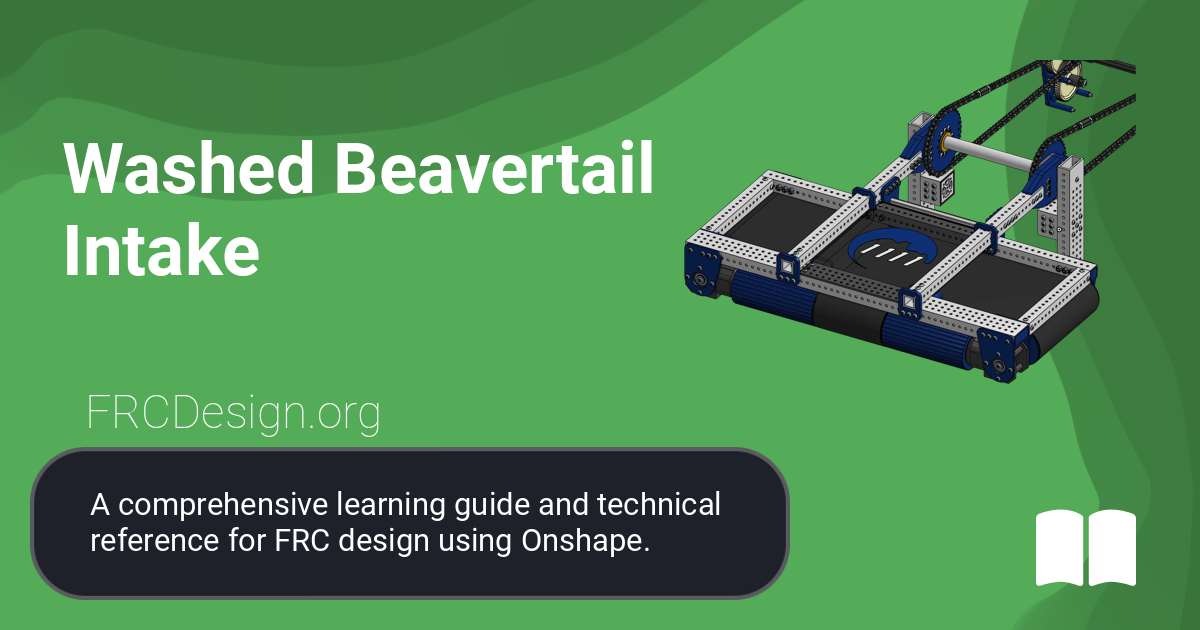 Washed Beavertail
Intake
FRCDesign.org
A comprehensive learning guide and technical
reference for FRC design using Onshape.